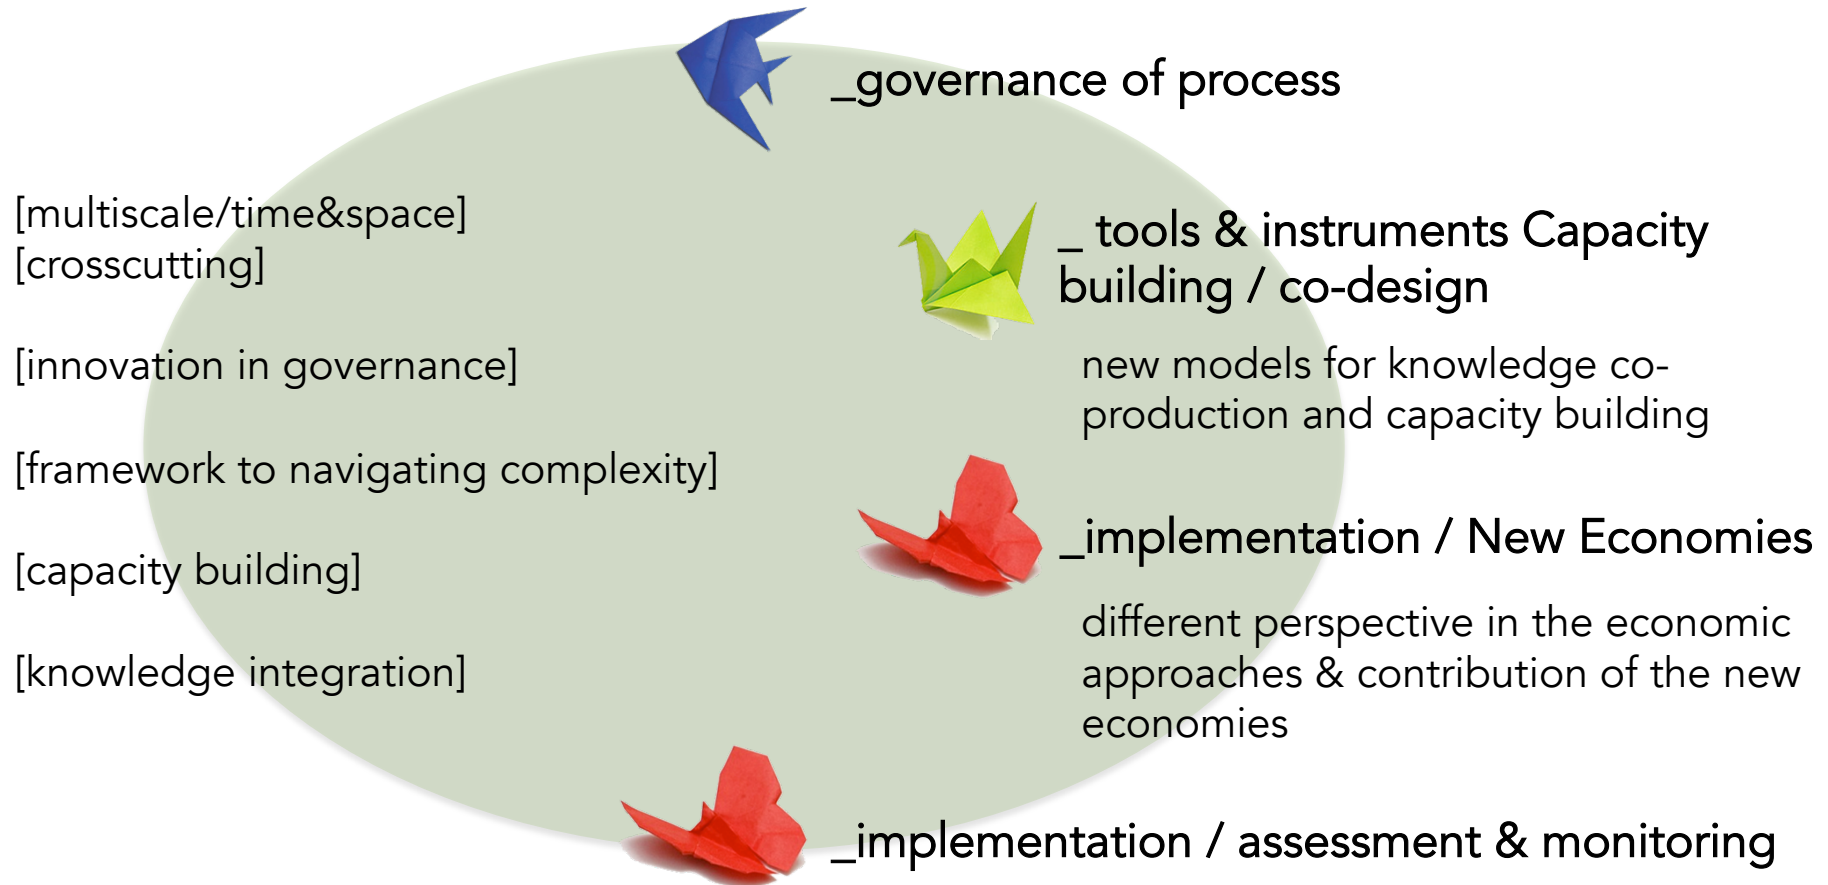 _governance of process
[multiscale/time&space]
[crosscutting]
[innovation in governance]
[framework to navigating complexity]
[capacity building]
[knowledge integration]
_ tools & instruments Capacity
building / co-design
new models for knowledge co-
production and capacity building
_implementation / New Economies
different perspective in the economic
approaches & contribution of the new
economies
_implementation / assessment & monitoring